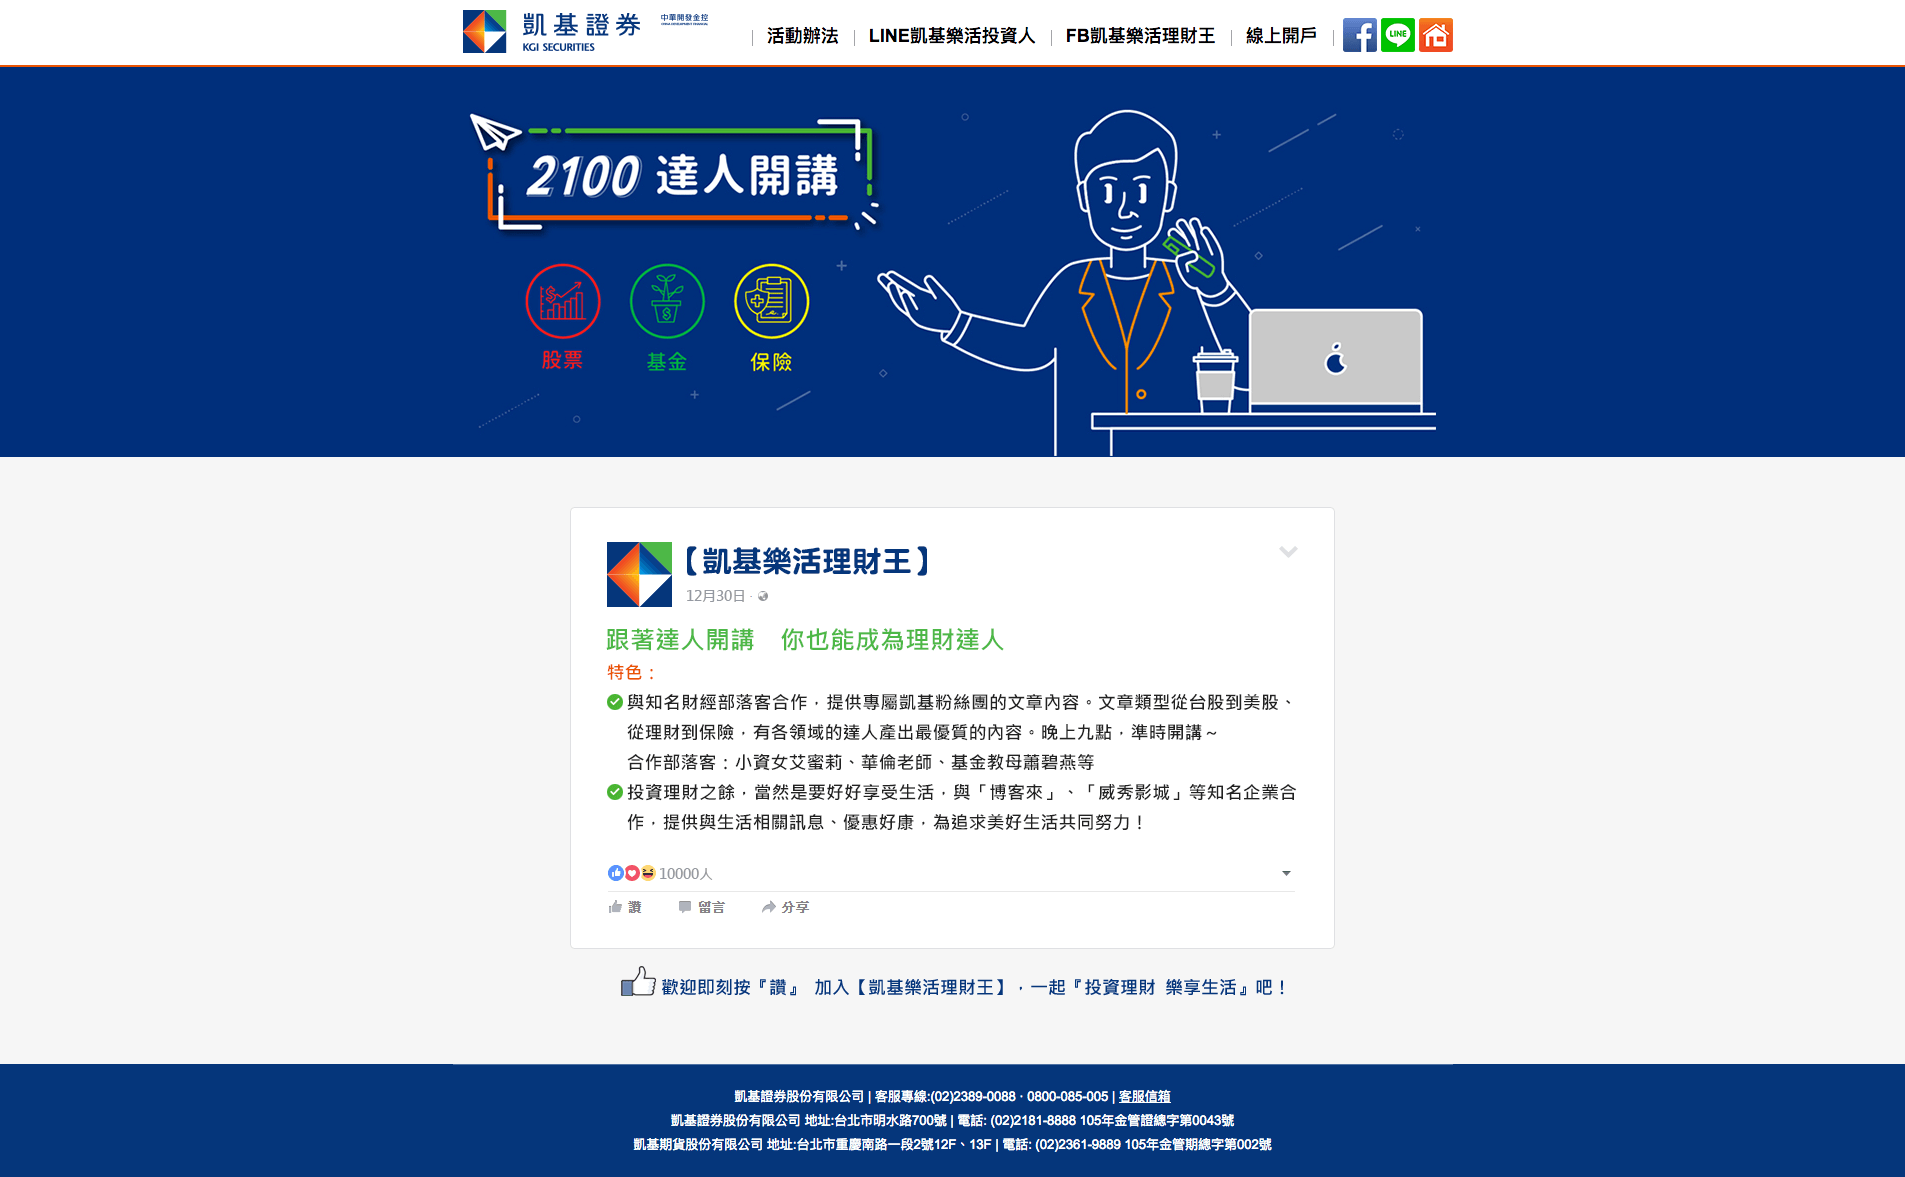 凱基證券
KGI SECURITIES
中華開發金控
CHINA DEVELOPMENT FINANCIAL
活動辦法
LINE凱基樂活投資人
FB凱基樂活理財王
線上開戶
LINE
2100 達人開講
股票
基金
保險
【凱基樂活理財王】
12月30日 ·
跟著達人開講 你也能成為理財達人
特色：
與知名財經部落客合作，提供專屬凱基粉絲團的文章內容。文章類型從台股到美股、
從理財到保險，有各領域的達人產出最優質的內容。晚上九點，準時開講～
合作部落客：小資女艾蜜莉、華倫老師、基金教母蕭碧燕等
投資理財之餘，當然是要好好享受生活，與「博客來」、「威秀影城」等知名企業合
作，提供與生活相關訊息、優惠好康，為追求美好生活共同努力！
10000人
讚
留言
分享
歡迎即刻按『讚』 加入【凱基樂活理財王】，一起『投資理財 樂享生活』吧！
凱基證券股份有限公司 | 客服專線:(02)2389-0088 · 0800-085-005 | 客服信箱
凱基證券股份有限公司 地址:台北市明水路700號 | 電話: (02)2181-8888 105年金管證總字第0043號
凱基期貨股份有限公司 地址:台北市重慶南路一段2號12F、13F | 電話: (02)2361-9889 105年金管期總字第002號